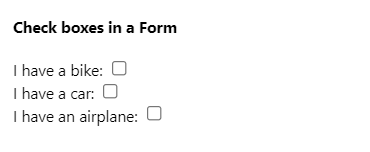 Check boxes in a Form
I have a bike:
I have a car:
I have an airplane: